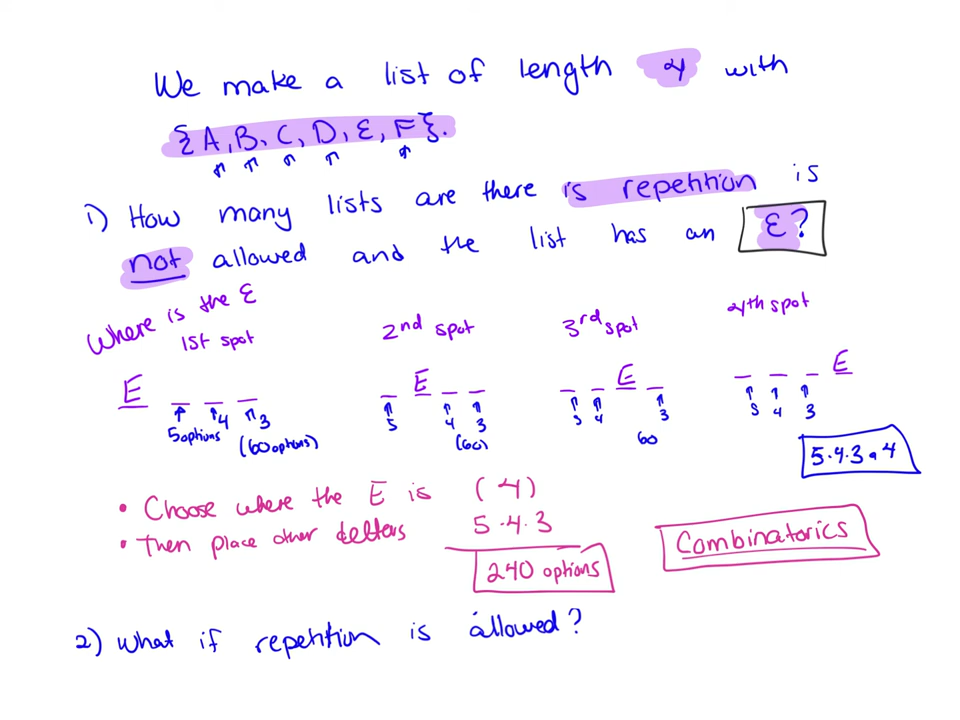 We make a list of length 4 with
{A, B, C, D, E, F}.
1) How many lists are there is repetition is
not allowed and the list has an E?
Where is the E
1st spot 2nd spot 3rd spot 4th spot
E _ _ _ _ E _ _ _ _ E _ _ _ _ E
5 options 4 3 5 4 3 5 4 3 5 4 3
(60 options) (60) 60
5·4·3·4
• Choose where the E is (4)
• Then place other letters 5·4·3
240 options
Combinatorics
2) What if repetition is allowed?